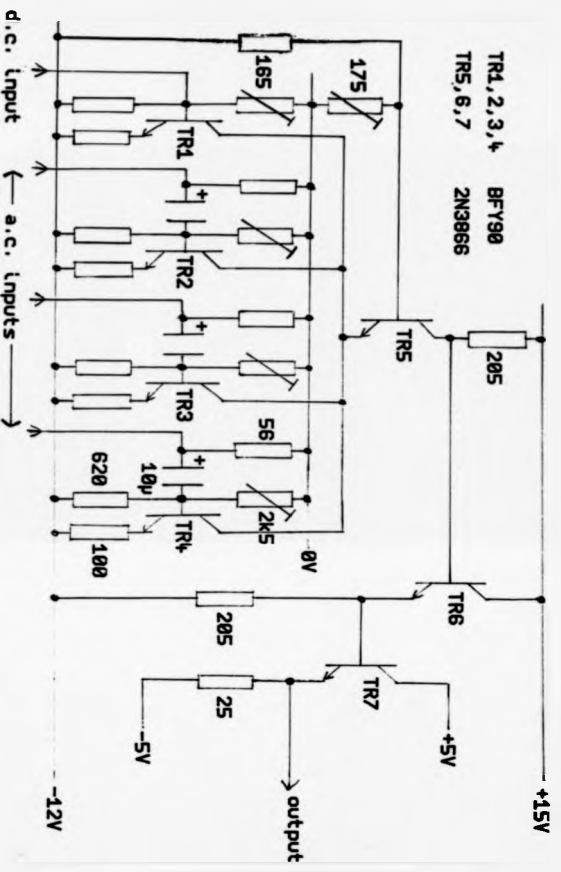 TR1,2,3,4 BFY90
TR5,6,7 2N3866
+15V
205
TR5
TR6
TR7
+5V
175
165
0V
TR1
TR2
TR3
TR4
56
2k5
+
+
+
10μ
620
100
205
25
-5V
output
-12V
d.c. input
a.c. inputs